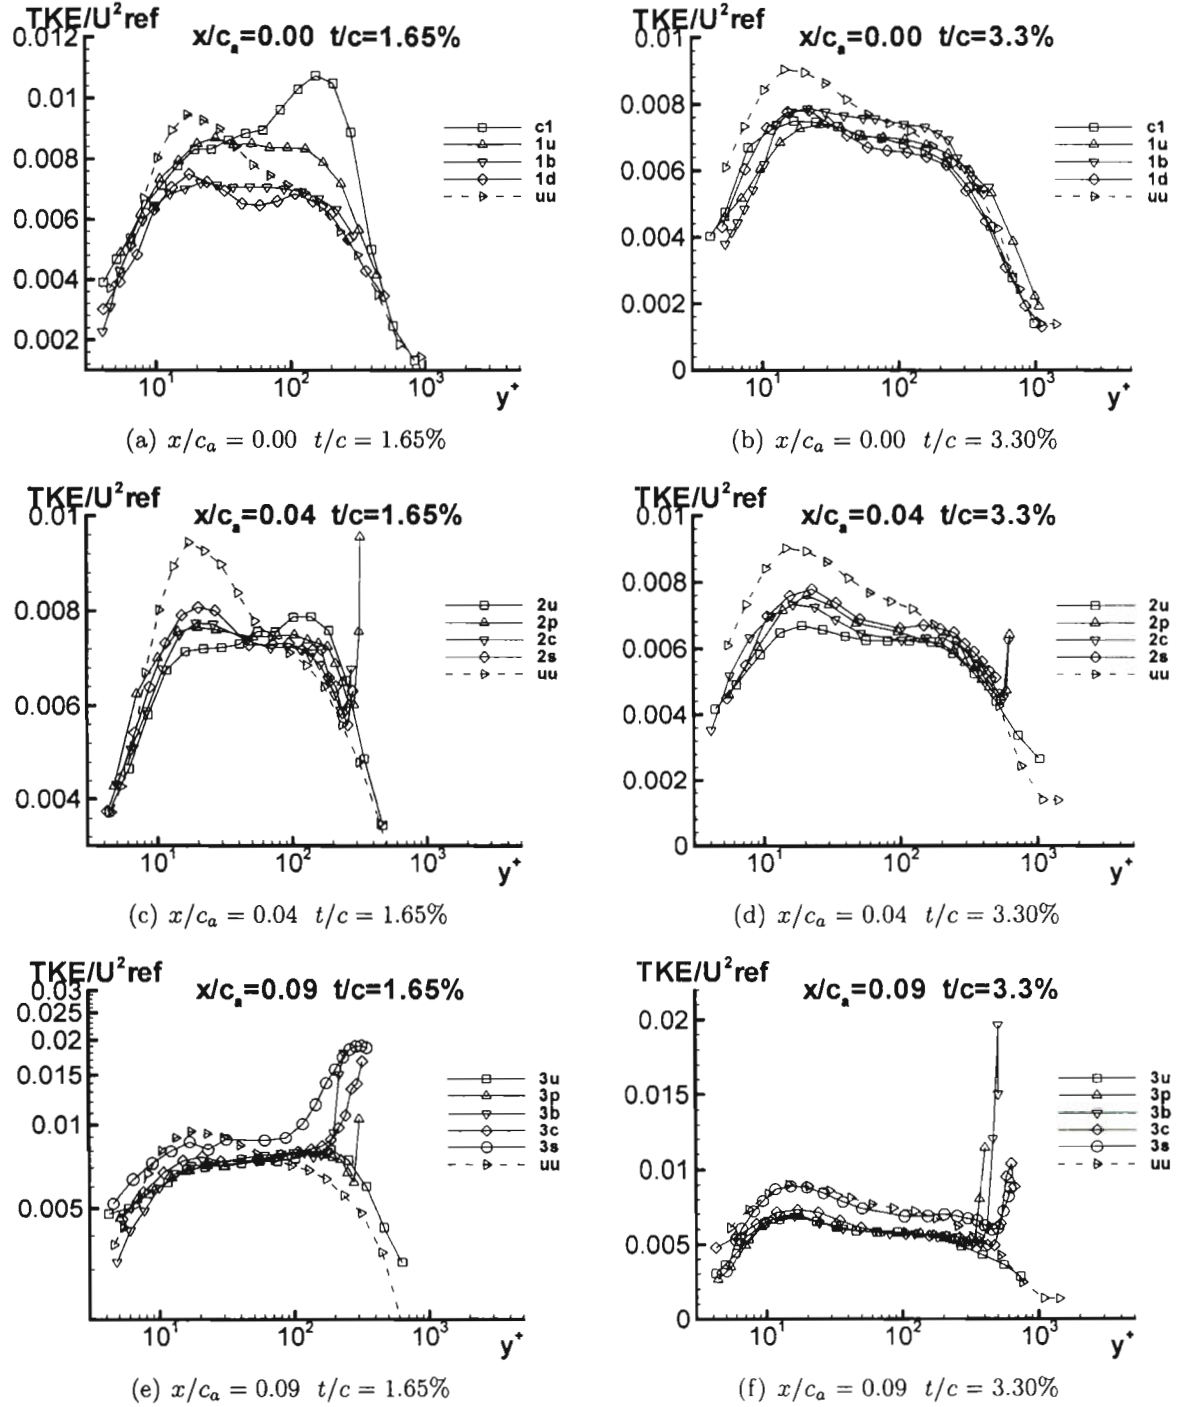 TKE/U²ref
x/cₐ=0.00 t/c=1.65%
0.012
0.01
0.008
0.006
0.004
0.002
c1
1u
1b
1d
uu
10¹
10²
10³
y⁺
(a) x/cₐ = 0.00 t/c = 1.65%
TKE/U²ref
x/cₐ=0.00 t/c=3.3%
0.01
0.008
0.006
0.004
0.002
0
c1
1u
1b
1d
uu
10¹
10²
10³
y⁺
(b) x/cₐ = 0.00 t/c = 3.30%
TKE/U²ref
x/cₐ=0.04 t/c=1.65%
0.01
0.008
0.006
0.004
2u
2p
2c
2s
uu
10¹
10²
10³
y⁺
(c) x/cₐ = 0.04 t/c = 1.65%
TKE/U²ref
x/cₐ=0.04 t/c=3.3%
0.01
0.008
0.006
0.004
0.002
0
2u
2p
2c
2s
uu
10¹
10²
10³
y⁺
(d) x/cₐ = 0.04 t/c = 3.30%
TKE/U²ref
x/cₐ=0.09 t/c=1.65%
0.03
0.025
0.02
0.015
0.01
0.005
3u
3p
3b
3c
3s
uu
10¹
10²
10³
y⁺
(e) x/cₐ = 0.09 t/c = 1.65%
TKE/U²ref
x/cₐ=0.09 t/c=3.3%
0.02
0.015
0.01
0.005
0
3u
3p
3b
3c
3s
uu
10¹
10²
10³
y⁺
(f) x/cₐ = 0.09 t/c = 3.30%